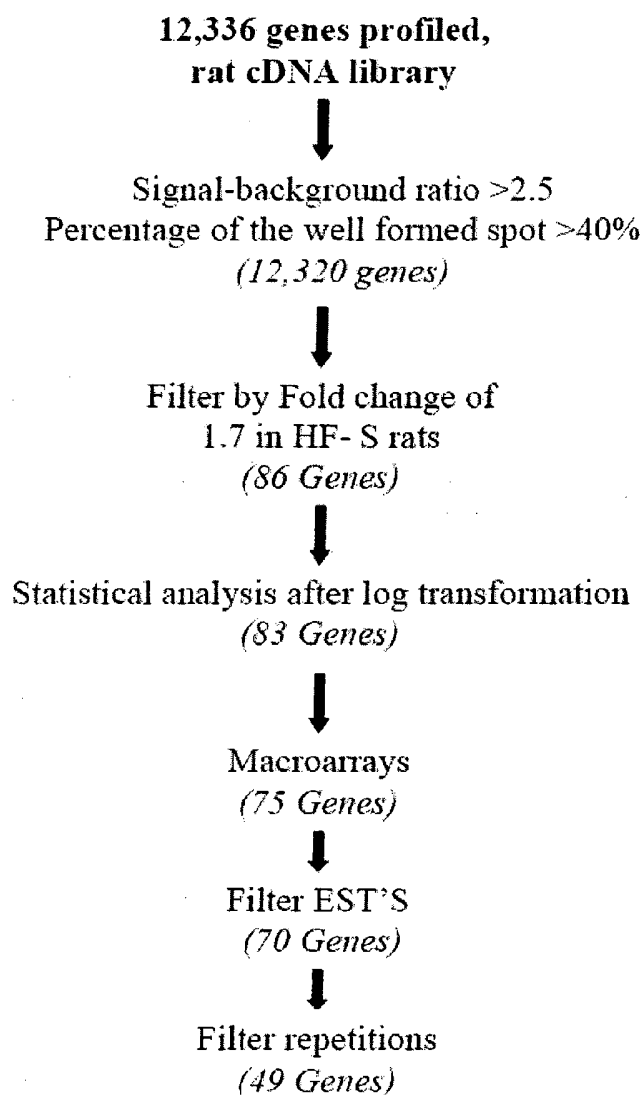 12,336 genes profiled,
rat cDNA library
Signal-background ratio >2.5
Percentage of the well formed spot >40%
(12,320 genes)
Filter by Fold change of
1.7 in HF- S rats
(86 Genes)
Statistical analysis after log transformation
(83 Genes)
Macroarrays
(75 Genes)
Filter EST'S
(70 Genes)
Filter repetitions
(49 Genes)